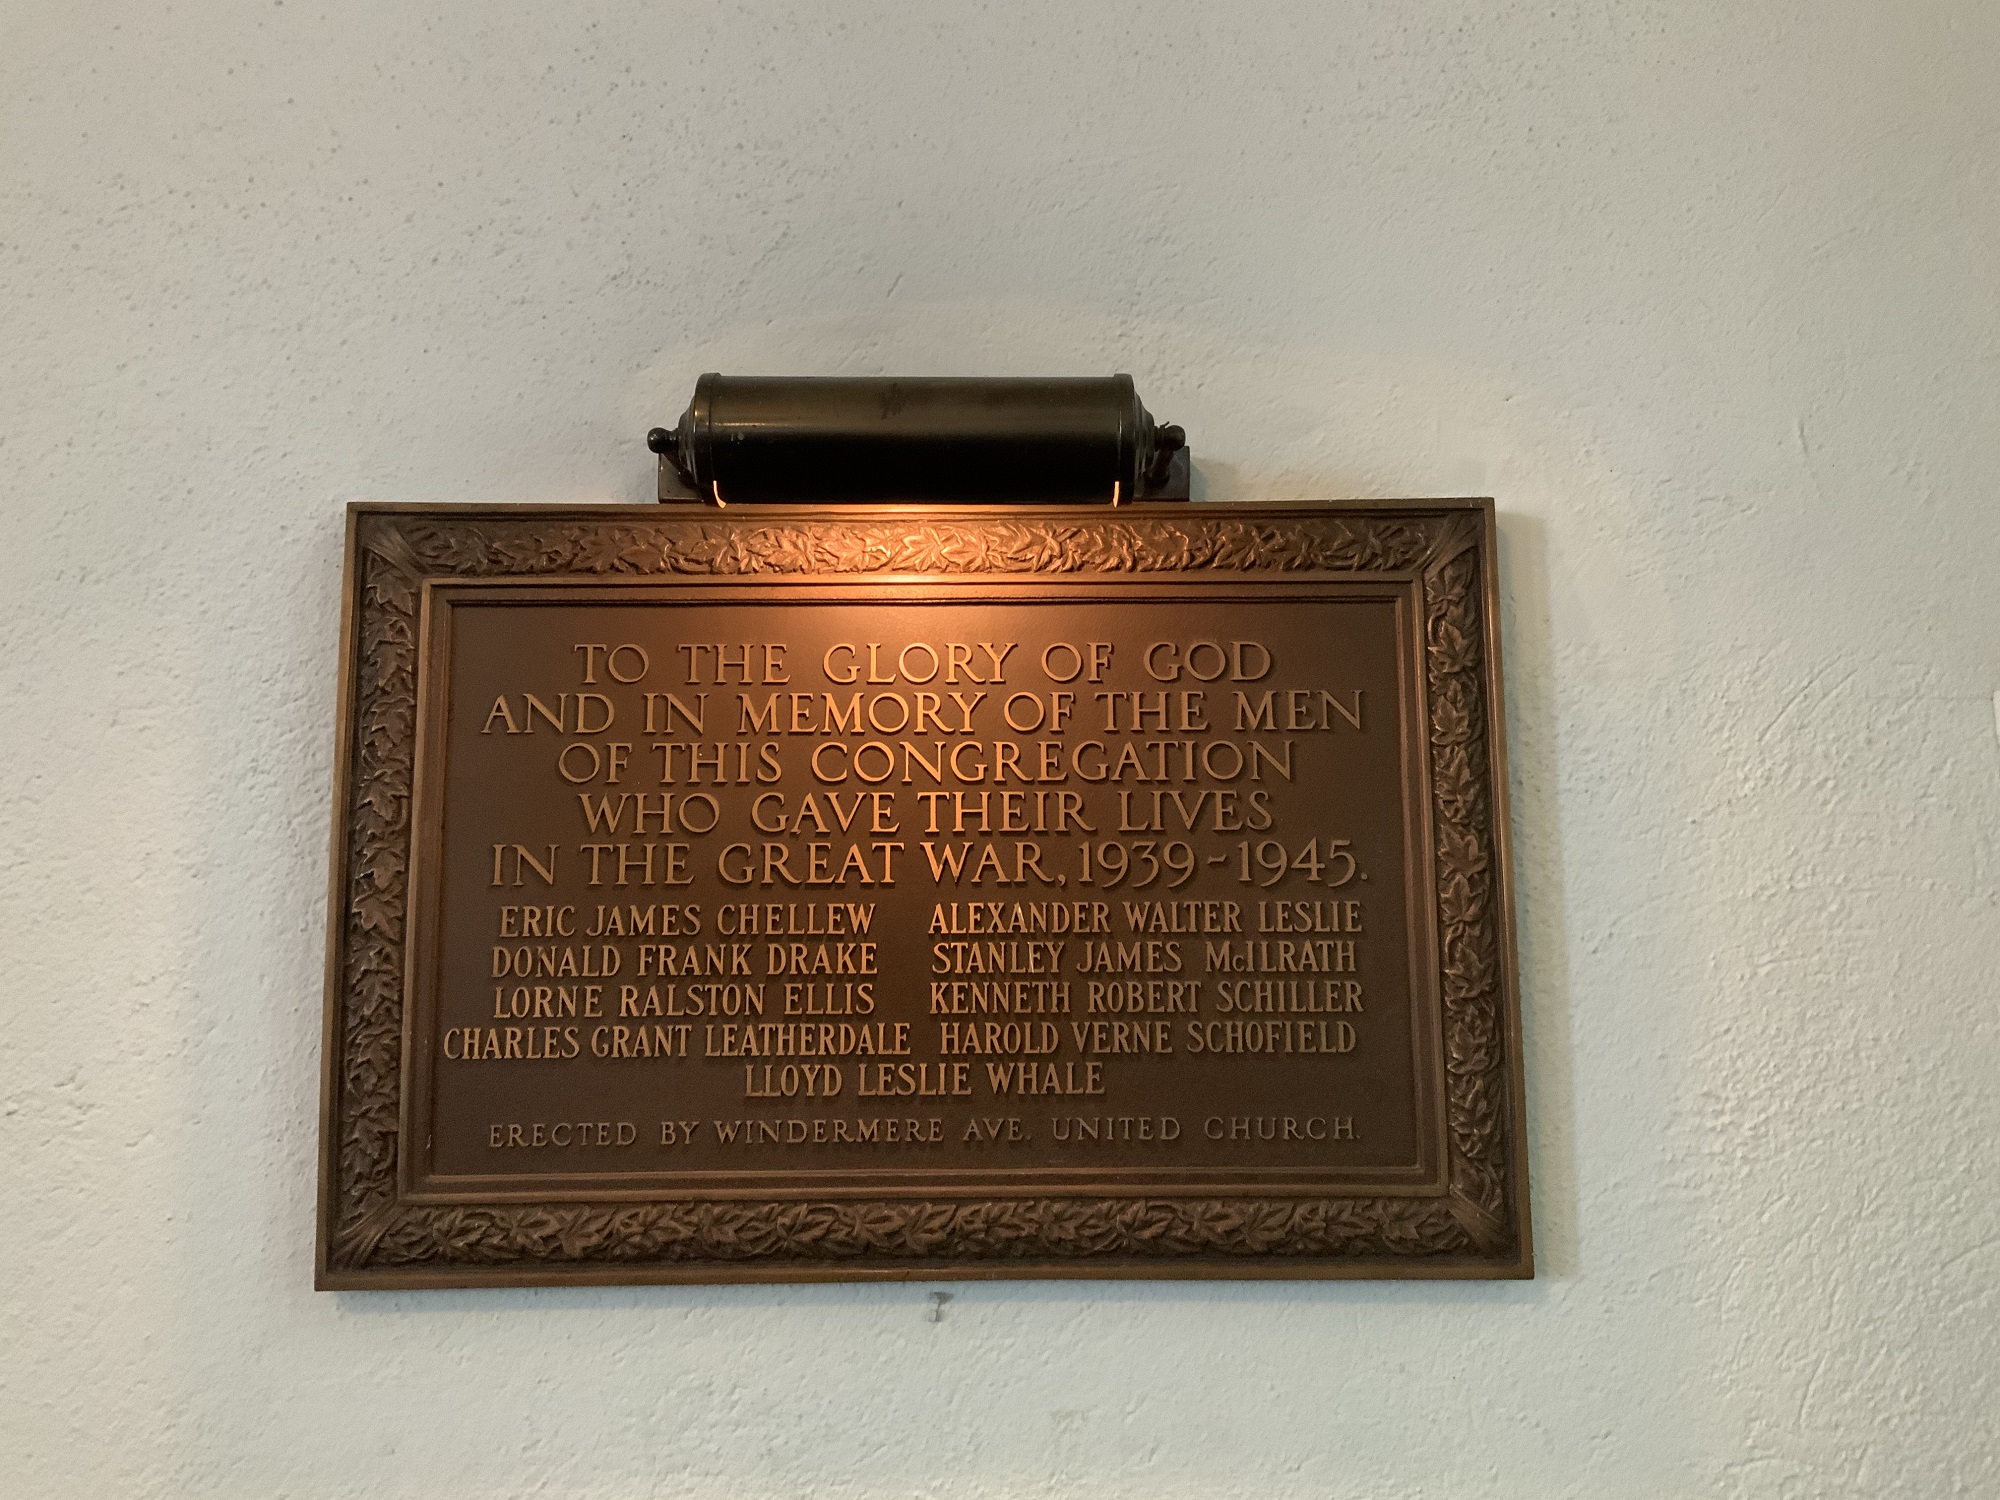 TO THE GLORY OF GOD
AND IN MEMORY OF THE MEN
OF THIS CONGREGATION
WHO GAVE THEIR LIVES
IN THE GREAT WAR, 1939-1945.
ERIC JAMES CHELLEW ALEXANDER WALTER LESLIE
DONALD FRANK DRAKE STANLEY JAMES McILRATH
LORNE RALSTON ELLIS KENNETH ROBERT SCHILLER
CHARLES GRANT LEATHERDALE HAROLD VERNE SCHOFIELD
LLOYD LESLIE WHALE
ERECTED BY WINDERMERE AVE. UNITED CHURCH.